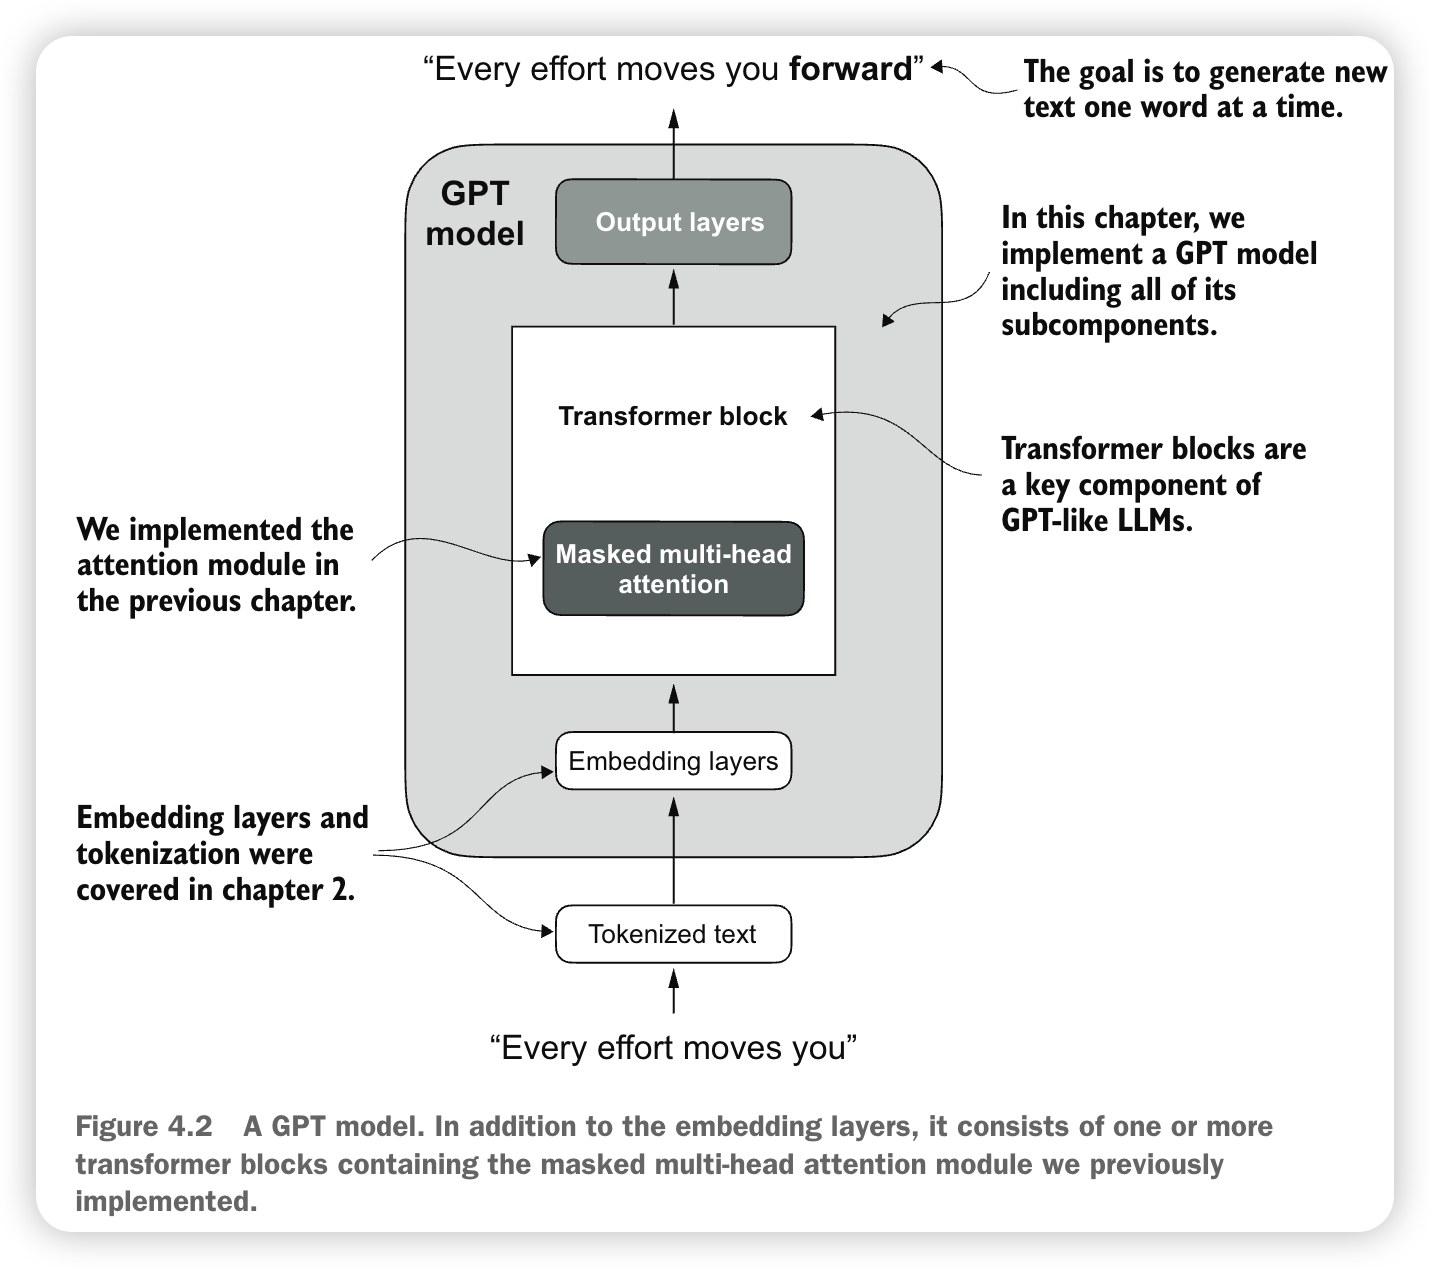 “Every effort moves you forward”
The goal is to generate new
text one word at a time.
GPT
model
Output layers
In this chapter, we
implement a GPT model
including all of its
subcomponents.
Transformer block
Transformer blocks are
a key component of
GPT-like LLMs.
We implemented the
attention module in
the previous chapter.
Masked multi-head
attention
Embedding layers
Embedding layers and
tokenization were
covered in chapter 2.
Tokenized text
“Every effort moves you”
Figure 4.2 A GPT model. In addition to the embedding layers, it consists of one or more
transformer blocks containing the masked multi-head attention module we previously
implemented.